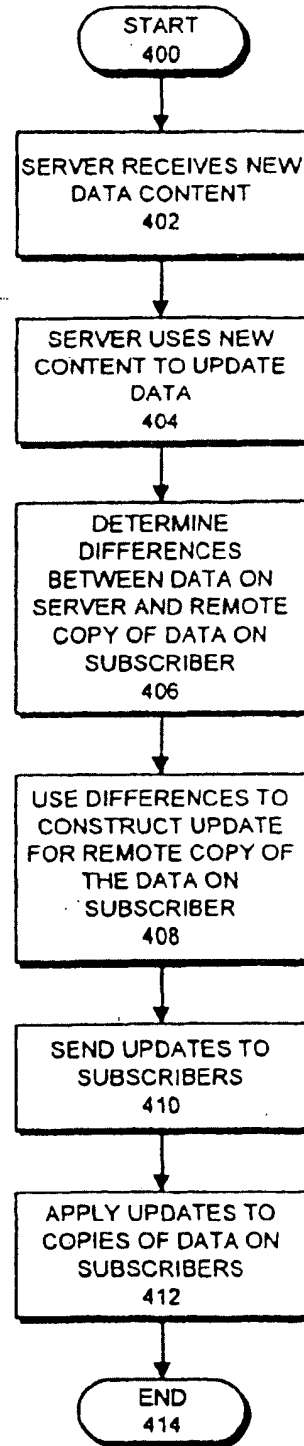 START
400
SERVER RECEIVES NEW
DATA CONTENT
402
SERVER USES NEW
CONTENT TO UPDATE
DATA
404
DETERMINE
DIFFERENCES
BETWEEN DATA ON
SERVER AND REMOTE
COPY OF DATA ON
SUBSCRIBER
406
USE DIFFERENCES TO
CONSTRUCT UPDATE
FOR REMOTE COPY OF
THE DATA ON
SUBSCRIBER
408
SEND UPDATES TO
SUBSCRIBERS
410
APPLY UPDATES TO
COPIES OF DATA ON
SUBSCRIBERS
412
END
414